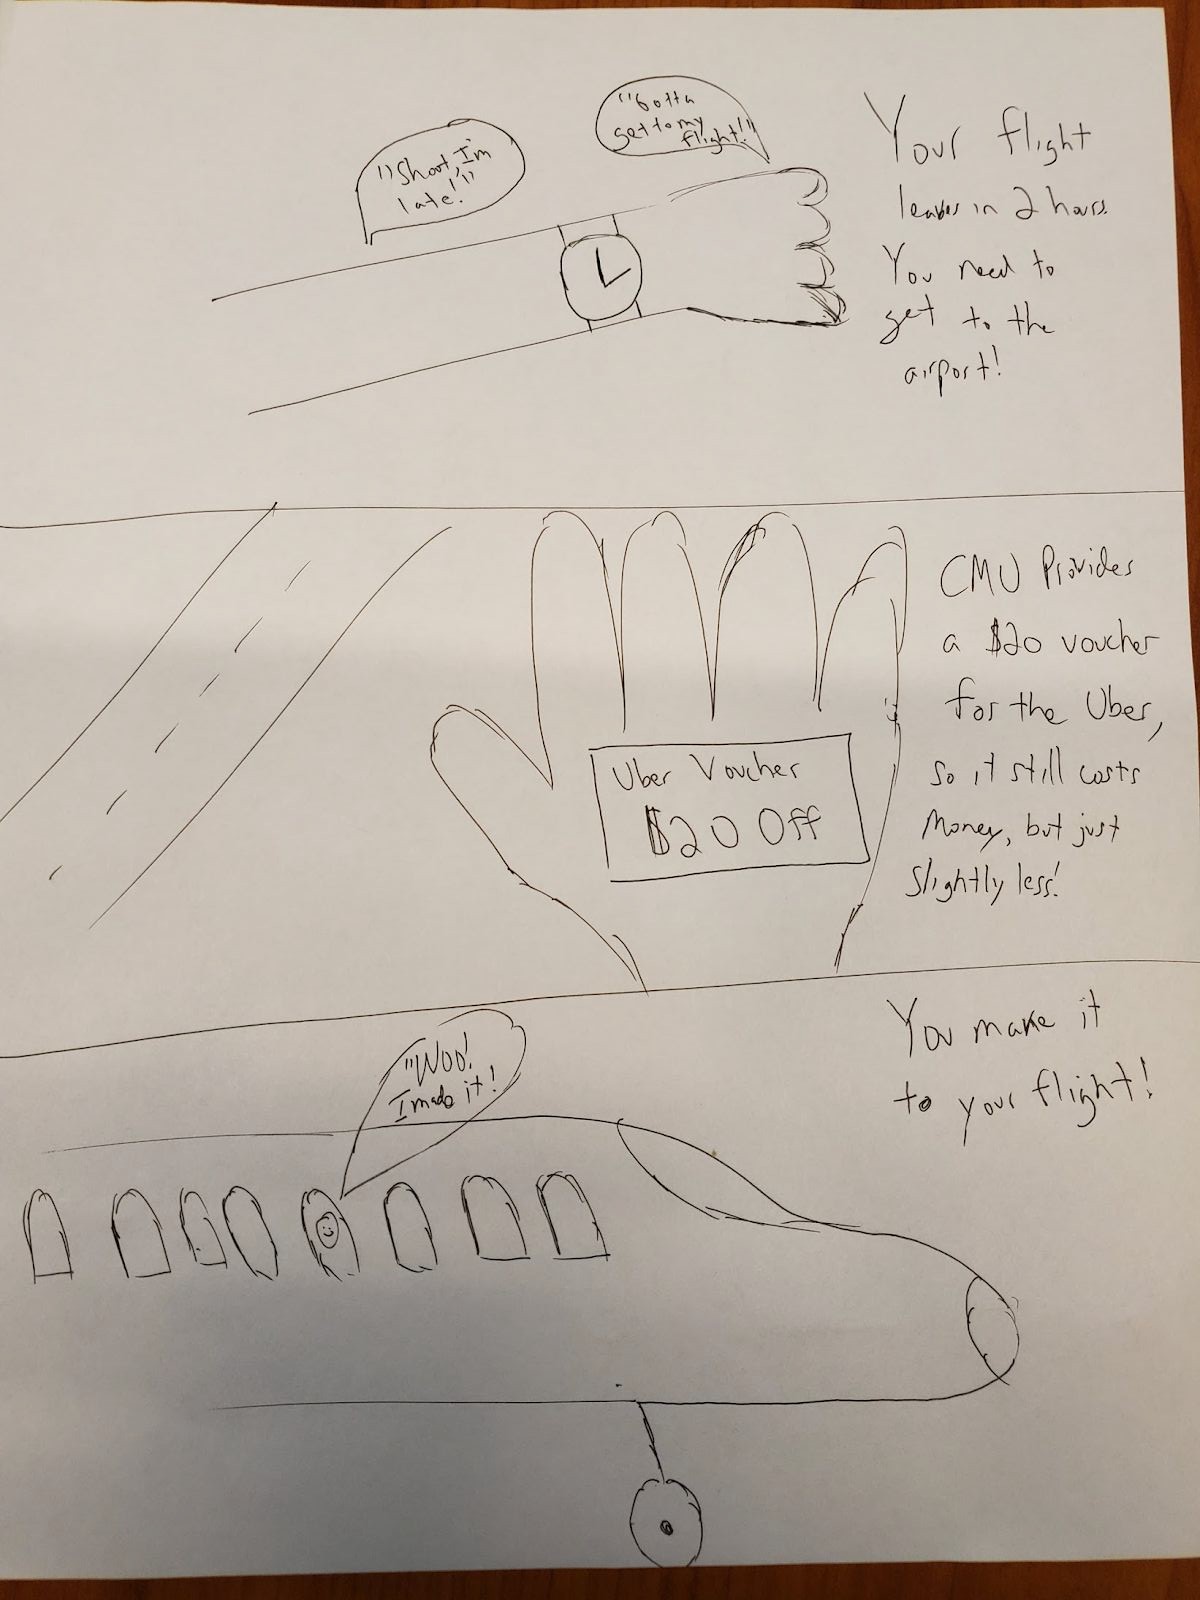 "Shoot, I'm
late!"
"Gotta
get to my
flight!"
Your flight
leaves in 2 hours.
You need to
get to the
airport!
CMU Provides
a $20 voucher
for the Uber,
so it still costs
Money, but just
Slightly less!
Uber Voucher
$20 Off
You make it
to your flight!
"Woo!
I made it!